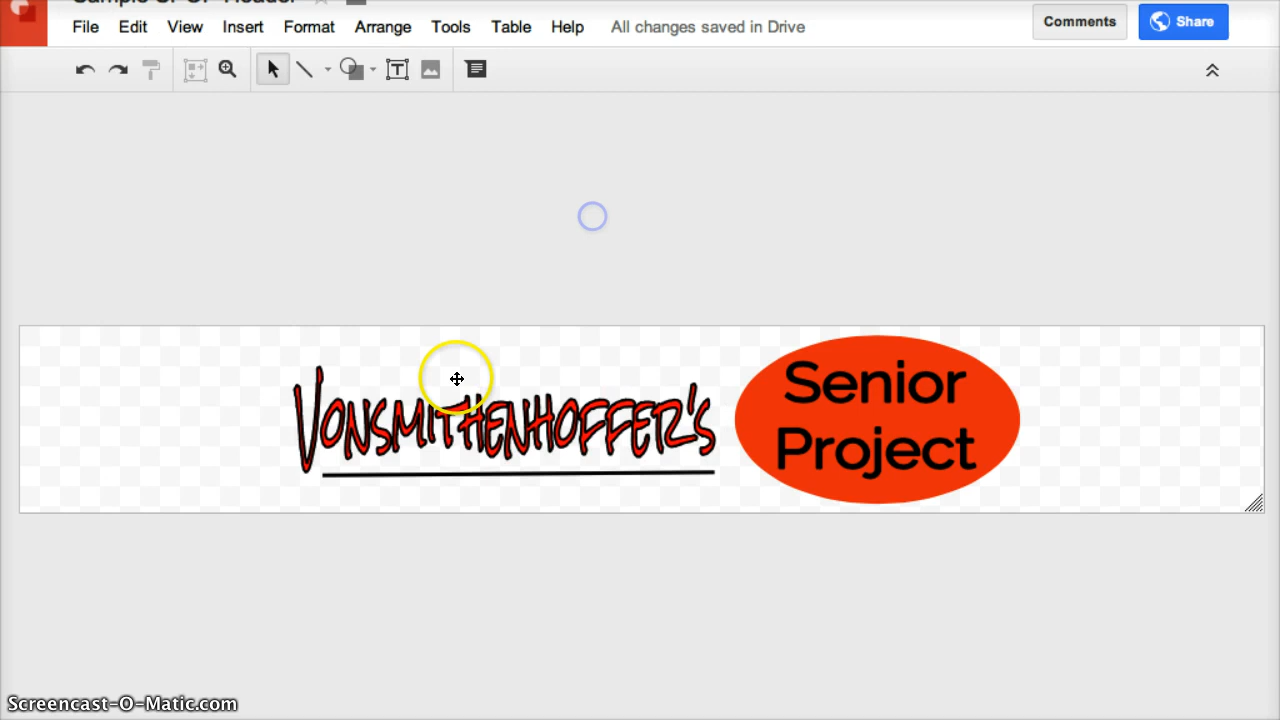 File Edit View Insert Format Arrange Tools Table Help All changes saved in Drive
Comments
Share
VONSMITHENHOFFER'S
Senior
Project
Screencast-O-Matic.com